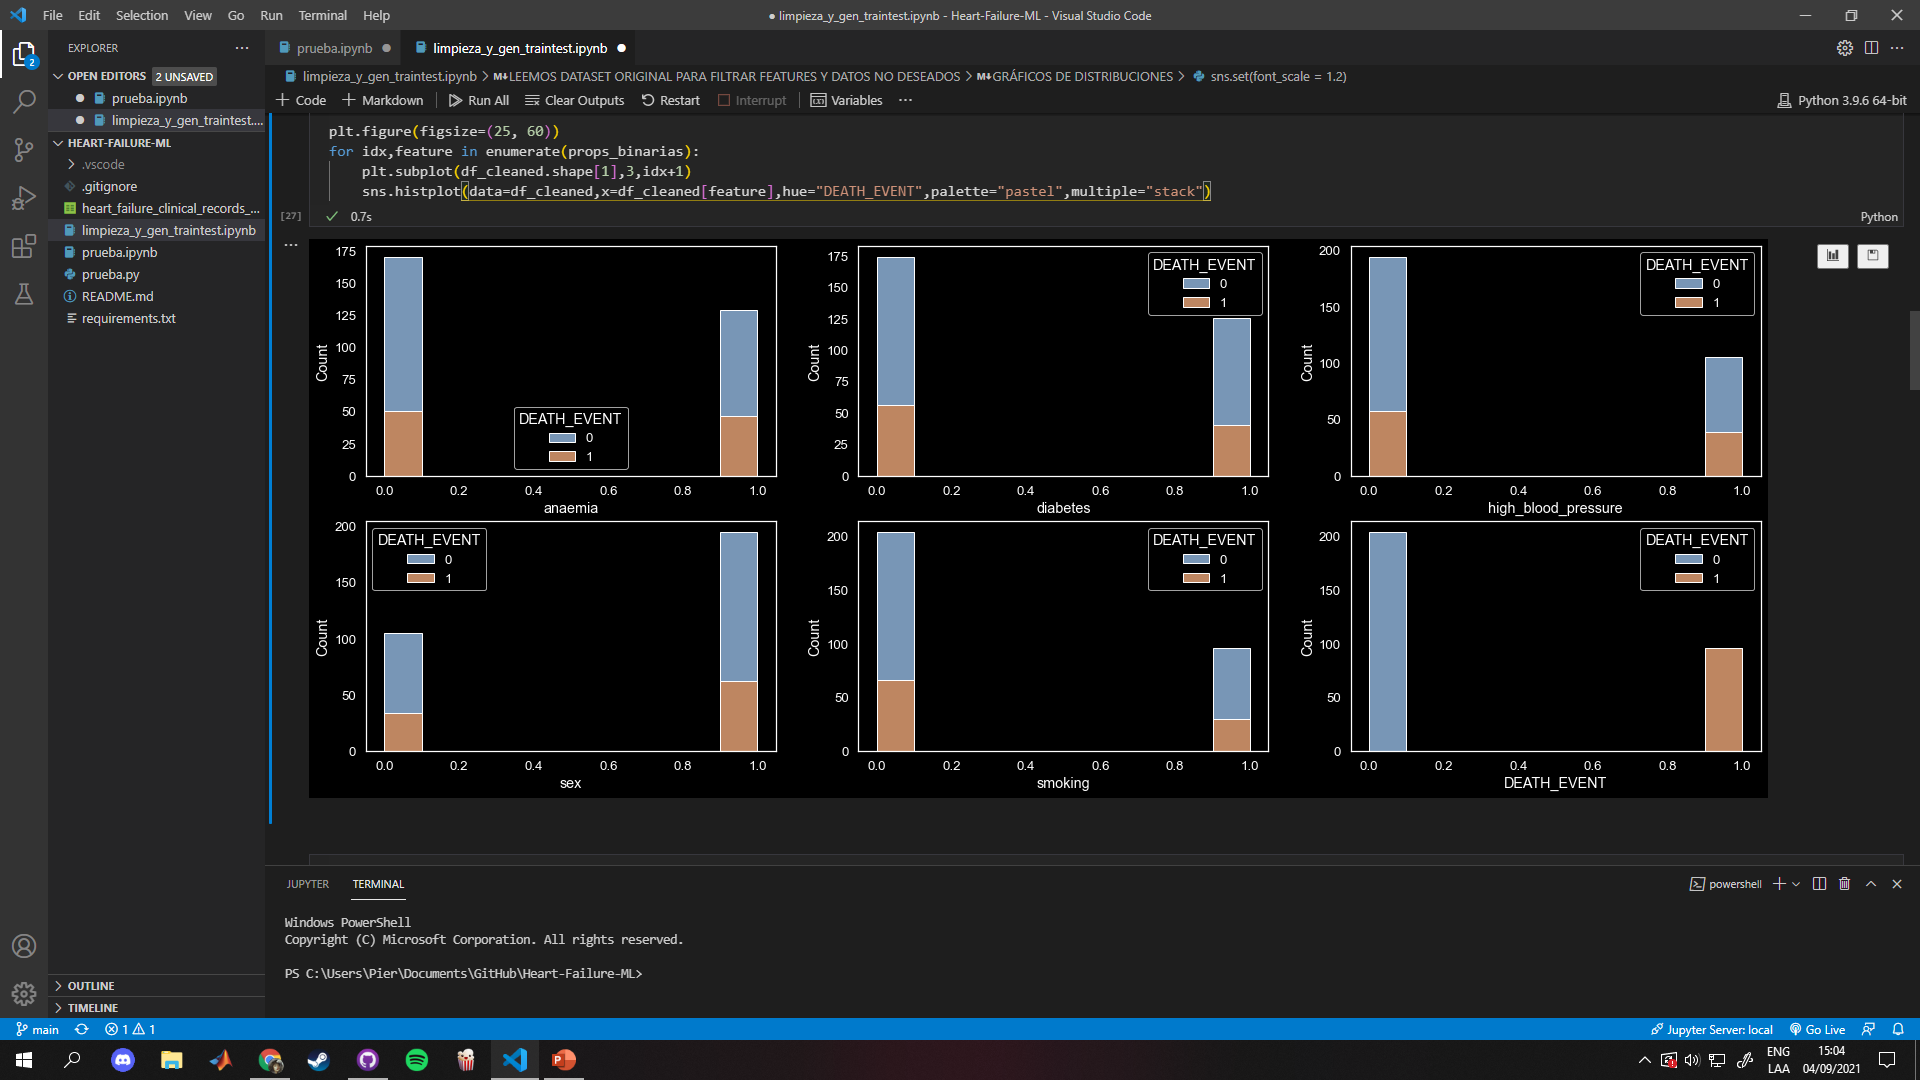 File Edit Selection View Go Run Terminal Help
● limpieza_y_gen_traintest.ipynb - Heart-Failure-ML - Visual Studio Code
EXPLORER
OPEN EDITORS 2 UNSAVED
prueba.ipynb
limpieza_y_gen_traintest....
HEART-FAILURE-ML
.vscode
.gitignore
heart_failure_clinical_records_...
limpieza_y_gen_traintest.ipynb
prueba.ipynb
prueba.py
README.md
requirements.txt
OUTLINE
TIMELINE
2
prueba.ipynb limpieza_y_gen_traintest.ipynb
limpieza_y_gen_traintest.ipynb > M↓LEEMOS DATASET ORIGINAL PARA FILTRAR FEATURES Y DATOS NO DESEADOS > M↓GRÁFICOS DE DISTRIBUCIONES > sns.set(font_scale = 1.2)
Code Markdown Run All Clear Outputs Restart Interrupt Variables ... Python 3.9.6 64-bit
plt.figure(figsize=(25, 60))
for idx,feature in enumerate(props_binarias):
plt.subplot(df_cleaned.shape[1],3,idx+1)
sns.histplot(data=df_cleaned,x=df_cleaned[feature],hue="DEATH_EVENT",palette="pastel",multiple="stack")
[27] 0.7s Python
175
150
125
100
75
50
25
0
Count
DEATH_EVENT
0
1
0.0 0.2 0.4 0.6 0.8 1.0
anaemia
175
150
125
100
75
50
25
0
Count
DEATH_EVENT
0
1
0.0 0.2 0.4 0.6 0.8 1.0
diabetes
200
150
100
50
0
Count
DEATH_EVENT
0
1
0.0 0.2 0.4 0.6 0.8 1.0
high_blood_pressure
200
150
100
50
0
Count
DEATH_EVENT
0
1
0.0 0.2 0.4 0.6 0.8 1.0
sex
200
150
100
50
0
Count
DEATH_EVENT
0
1
0.0 0.2 0.4 0.6 0.8 1.0
smoking
200
150
100
50
0
Count
DEATH_EVENT
0
1
0.0 0.2 0.4 0.6 0.8 1.0
DEATH_EVENT
JUPYTER TERMINAL
powershell
Windows PowerShell
Copyright (C) Microsoft Corporation. All rights reserved.
PS C:\Users\Pier\Documents\GitHub\Heart-Failure-ML>
main 1 1
Jupyter Server: local Go Live
ENG
LAA
15:04
04/09/2021